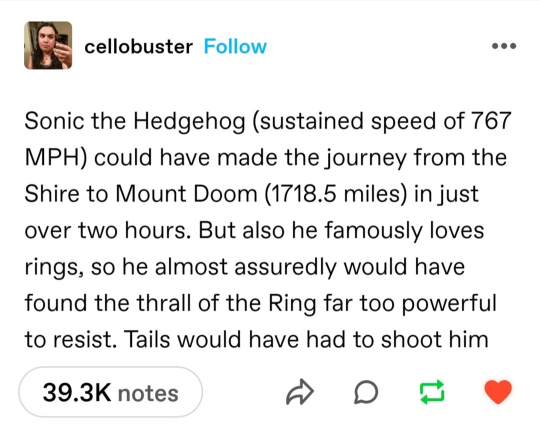 cellobuster Follow
Sonic the Hedgehog (sustained speed of 767
MPH) could have made the journey from the
Shire to Mount Doom (1718.5 miles) in just
over two hours. But also he famously loves
rings, so he almost assuredly would have
found the thrall of the Ring far too powerful
to resist. Tails would have had to shoot him
39.3K notes